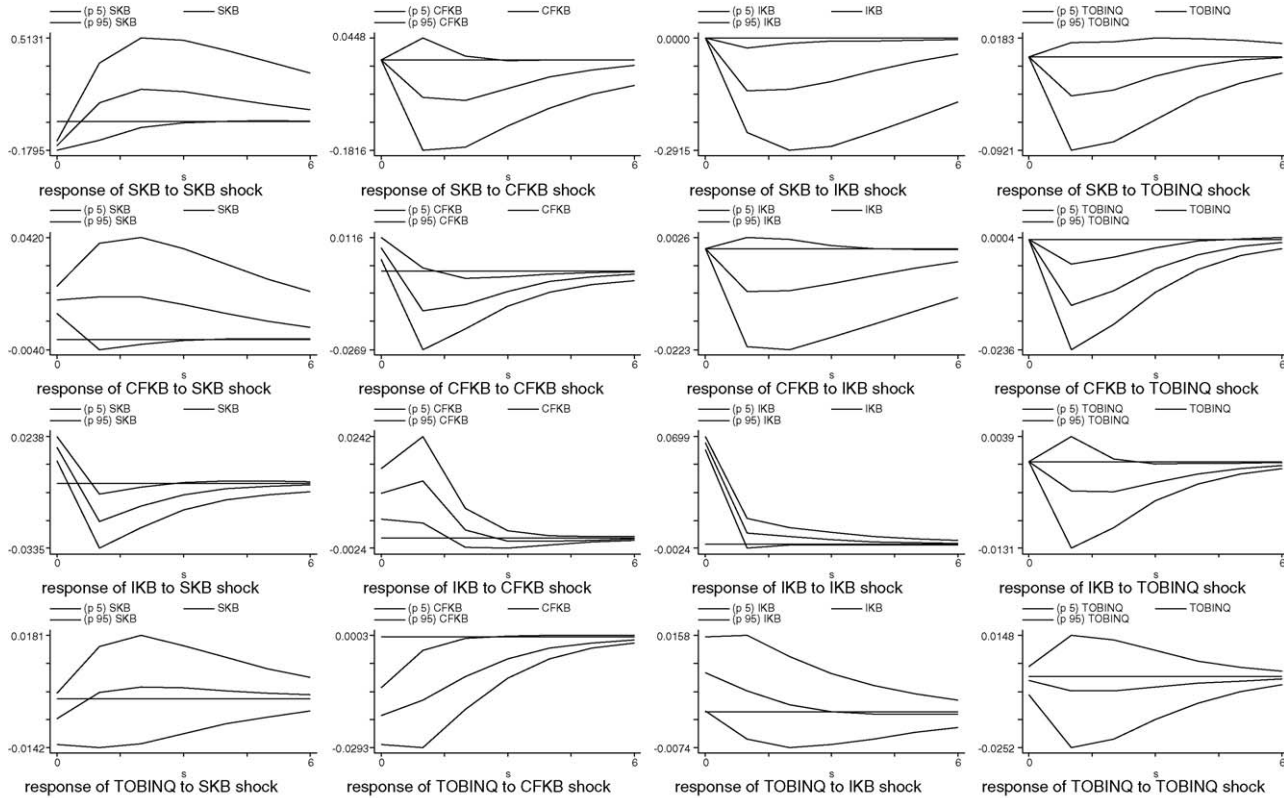 (p 5) SKB SKB
(p 95) SKB
0.5131
-0.1795
0 6
s
response of SKB to SKB shock
(p 5) CFKB CFKB
(p 95) CFKB
0.0448
-0.1816
0 6
s
response of SKB to CFKB shock
(p 5) IKB IKB
(p 95) IKB
0.0000
-0.2915
0 6
s
response of SKB to IKB shock
(p 5) TOBINQ TOBINQ
(p 95) TOBINQ
0.0183
-0.0921
0 6
s
response of SKB to TOBINQ shock
(p 5) SKB SKB
(p 95) SKB
0.0420
-0.0040
0 6
s
response of CFKB to SKB shock
(p 5) CFKB CFKB
(p 95) CFKB
0.0116
-0.0269
0 6
s
response of CFKB to CFKB shock
(p 5) IKB IKB
(p 95) IKB
0.0026
-0.0223
0 6
s
response of CFKB to IKB shock
(p 5) TOBINQ TOBINQ
(p 95) TOBINQ
0.0004
-0.0236
0 6
s
response of CFKB to TOBINQ shock
(p 5) SKB SKB
(p 95) SKB
0.0238
-0.0335
0 6
s
response of IKB to SKB shock
(p 5) CFKB CFKB
(p 95) CFKB
0.0242
-0.0024
0 6
s
response of IKB to CFKB shock
(p 5) IKB IKB
(p 95) IKB
0.0699
-0.0024
0 6
s
response of IKB to IKB shock
(p 5) TOBINQ TOBINQ
(p 95) TOBINQ
0.0039
-0.0131
0 6
s
response of IKB to TOBINQ shock
(p 5) SKB SKB
(p 95) SKB
0.0181
-0.0142
0 6
s
response of TOBINQ to SKB shock
(p 5) CFKB CFKB
(p 95) CFKB
0.0003
-0.0293
0 6
s
response of TOBINQ to CFKB shock
(p 5) IKB IKB
(p 95) IKB
0.0158
-0.0074
0 6
s
response of TOBINQ to IKB shock
(p 5) TOBINQ TOBINQ
(p 95) TOBINQ
0.0148
-0.0252
0 6
s
response of TOBINQ to TOBINQ shock